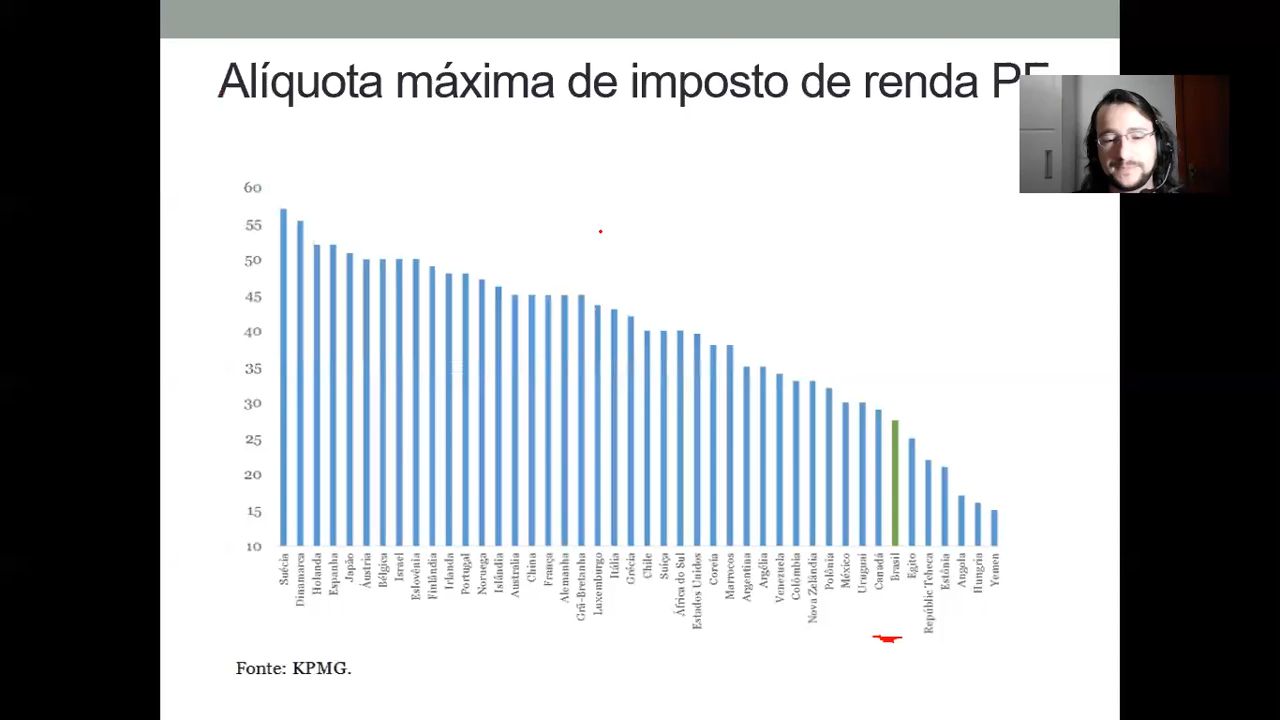 Alíquota máxima de imposto de renda PF
60
55
50
45
40
35
30
25
20
15
10
Suécia
Dinamarca
Holanda
Espanha
Japão
Áustria
Bélgica
Israel
Eslovênia
Finlândia
Irlanda
Portugal
Noruega
Islândia
Australia
China
França
Alemanha
Grã-Bretanha
Luxemburgo
Itália
Grécia
Chile
Suíça
África do Sul
Estados Unidos
Coreia
Marrocos
Argentina
Argélia
Venezuela
Colômbia
Nova Zelândia
Polônia
México
Uruguai
Canadá
Brasil
Egito
Repúblic Tcheca
Estônia
Angola
Hungria
Yemen
Fonte: KPMG.